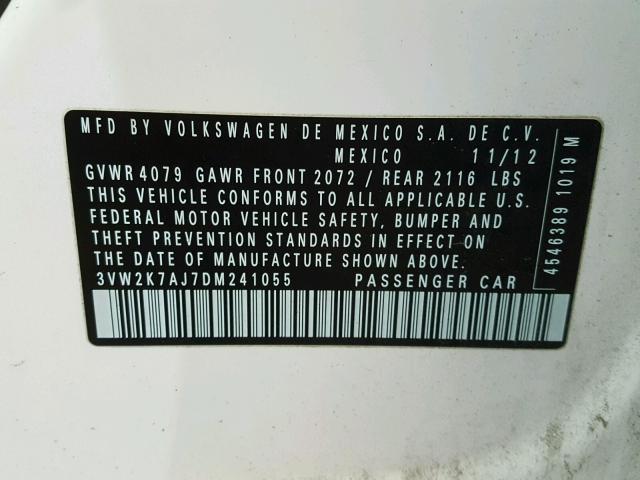 MFD BY VOLKSWAGEN DE MEXICO S.A. DE C.V.
MEXICO 11/12
GVWR 4079 GAWR FRONT 2072 / REAR 2116 LBS
THIS VEHICLE CONFORMS TO ALL APPLICABLE U.S.
FEDERAL MOTOR VEHICLE SAFETY, BUMPER AND
THEFT PREVENTION STANDARDS IN EFFECT ON
THE DATE OF MANUFACTURE SHOWN ABOVE.
3VW2K7AJ7DM241055 PASSENGER CAR
4546389 1019 M